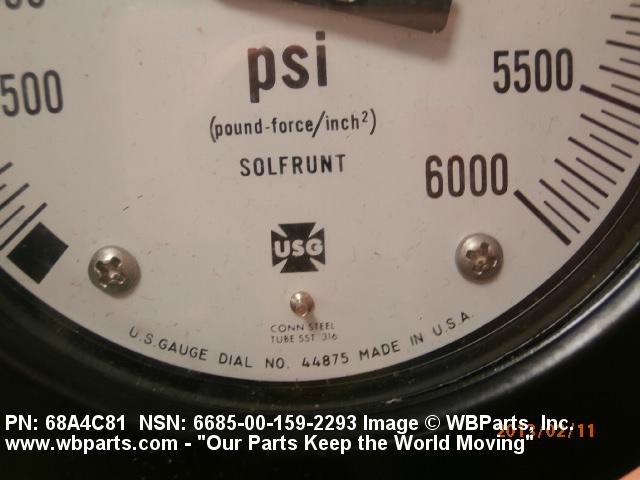 psi
5500
500
(pound-force/inch²)
SOLFRUNT
6000
USG
CONN STEEL
TUBE SST 316
U.S.GAUGE DIAL NO. 44875 MADE IN U.S.A.
PN: 68A4C81 NSN: 6685-00-159-2293 Image © WBParts, Inc.
2013/02/11
www.wbparts.com - "Our Parts Keep the World Moving"